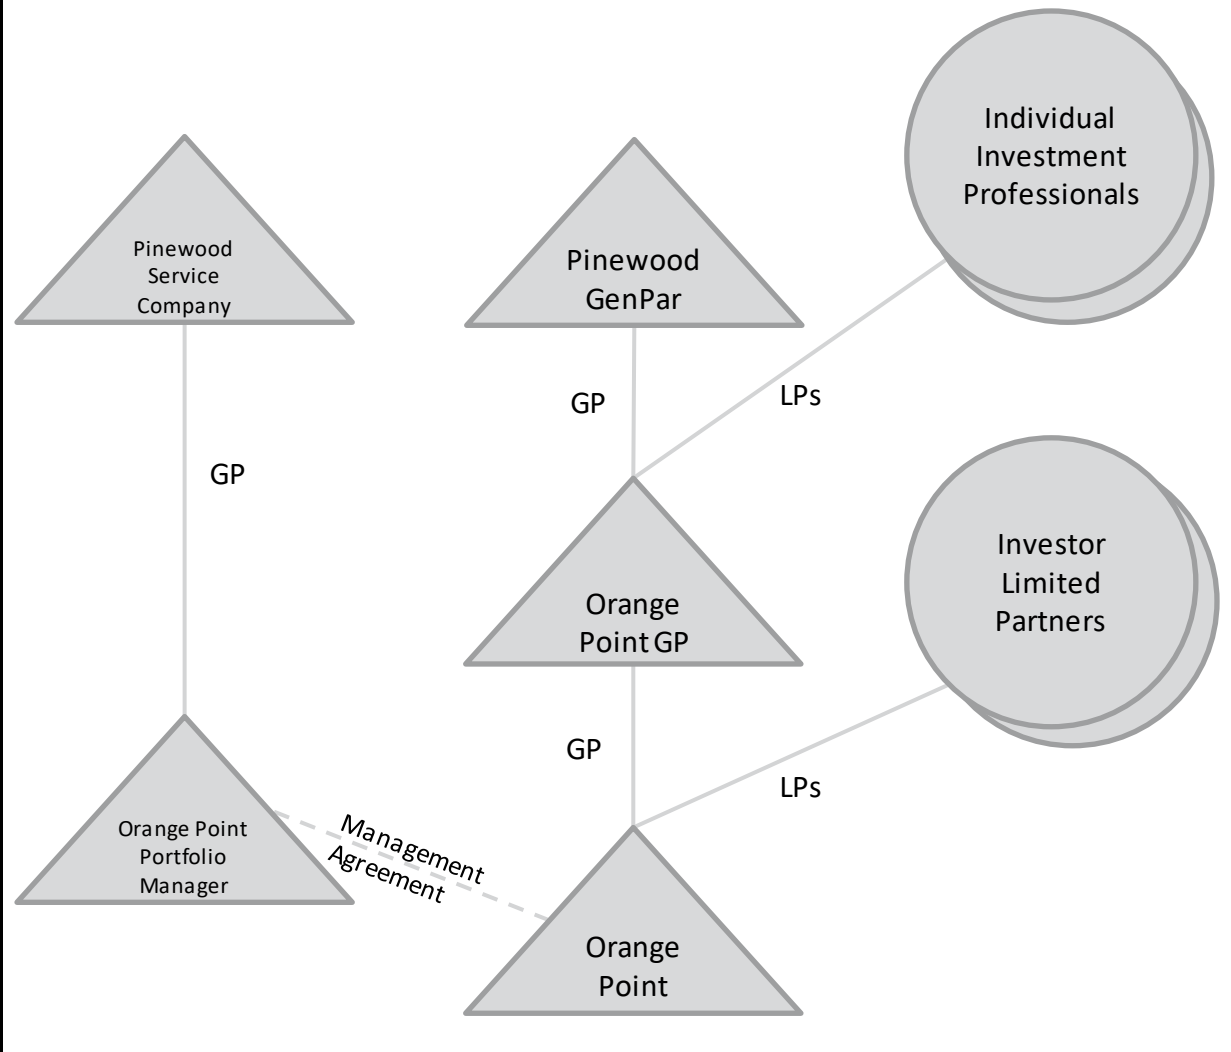 Individual
Investment
Professionals
Pinewood
Service
Company
Pinewood
GenPar
GP
LPs
GP
Investor
Limited
Partners
Orange
Point GP
GP
LPs
Orange Point
Portfolio
Manager
Management
Agreement
Orange
Point